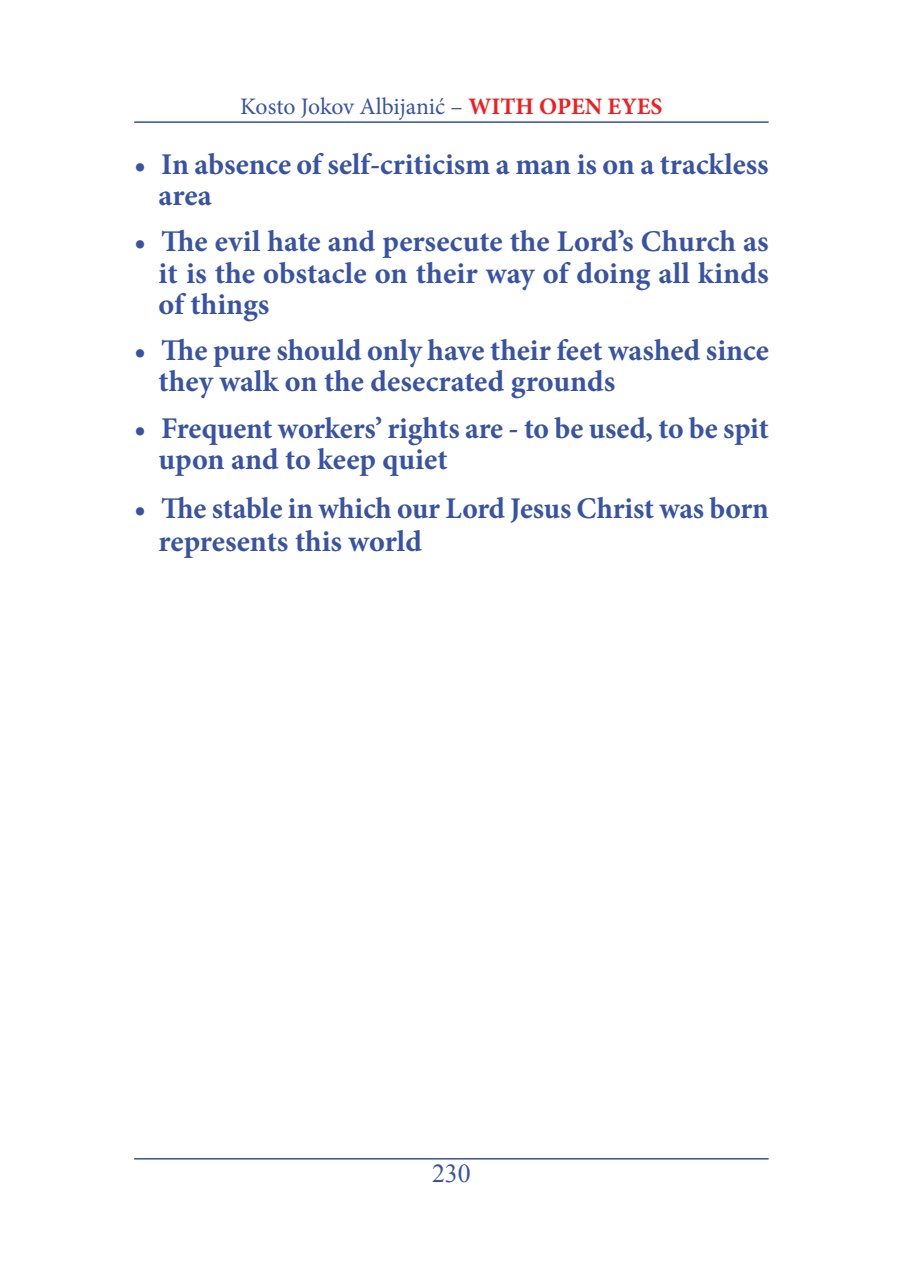 Kosto Jokov Albijanić – WITH OPEN EYES
• In absence of self-criticism a man is on a trackless
area
• The evil hate and persecute the Lord’s Church as
it is the obstacle on their way of doing all kinds
of things
• The pure should only have their feet washed since
they walk on the desecrated grounds
• Frequent workers’ rights are - to be used, to be spit
upon and to keep quiet
• The stable in which our Lord Jesus Christ was born
represents this world
230